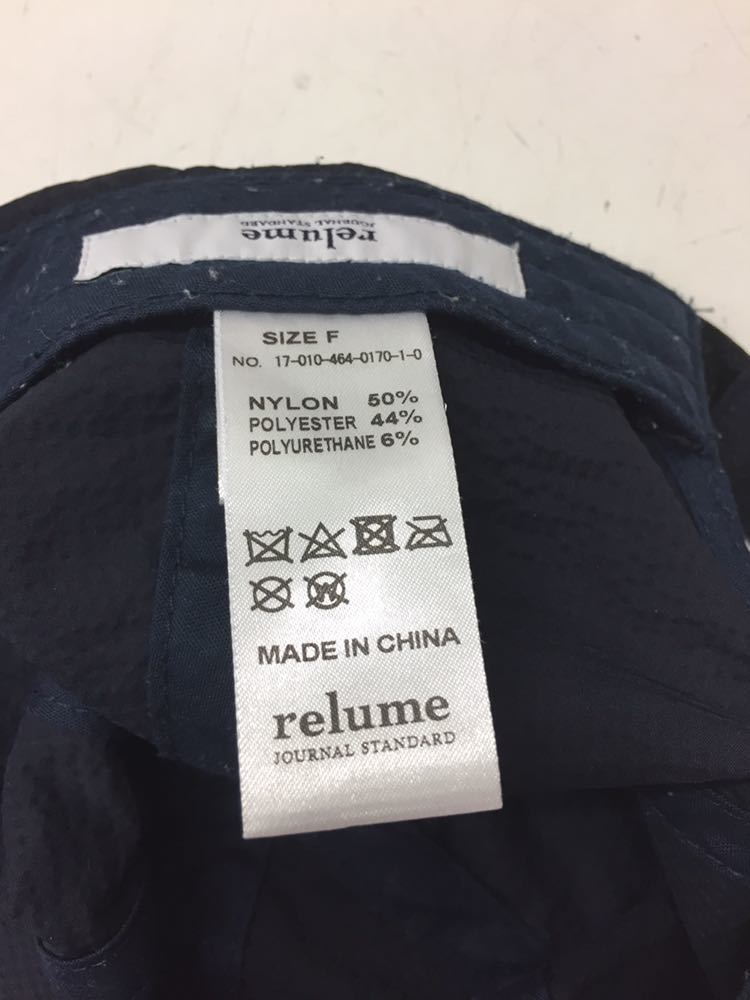 relume
JOURNAL STANDARD
SIZE F
NO. 17-010-464-0170-1-0
NYLON 50%
POLYESTER 44%
POLYURETHANE 6%
W
MADE IN CHINA
relume
JOURNAL STANDARD